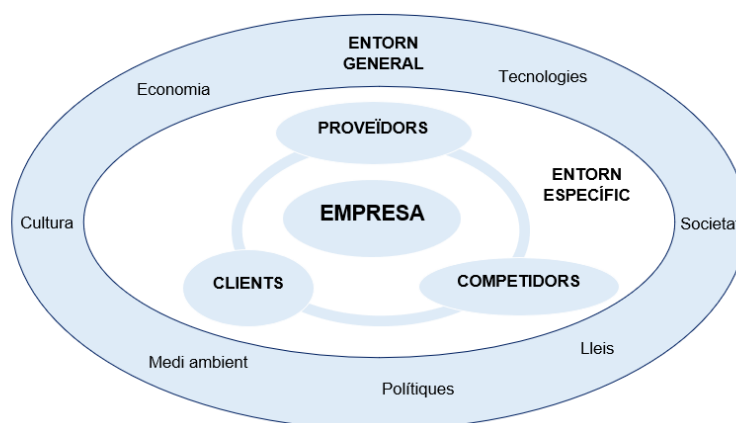 ENTORN
GENERAL
Economia
Tecnologies
PROVEÏDORS
ENTORN
ESPECÍFIC
EMPRESA
Cultura
Societat
CLIENTS
COMPETIDORS
Lleis
Medi ambient
Polítiques